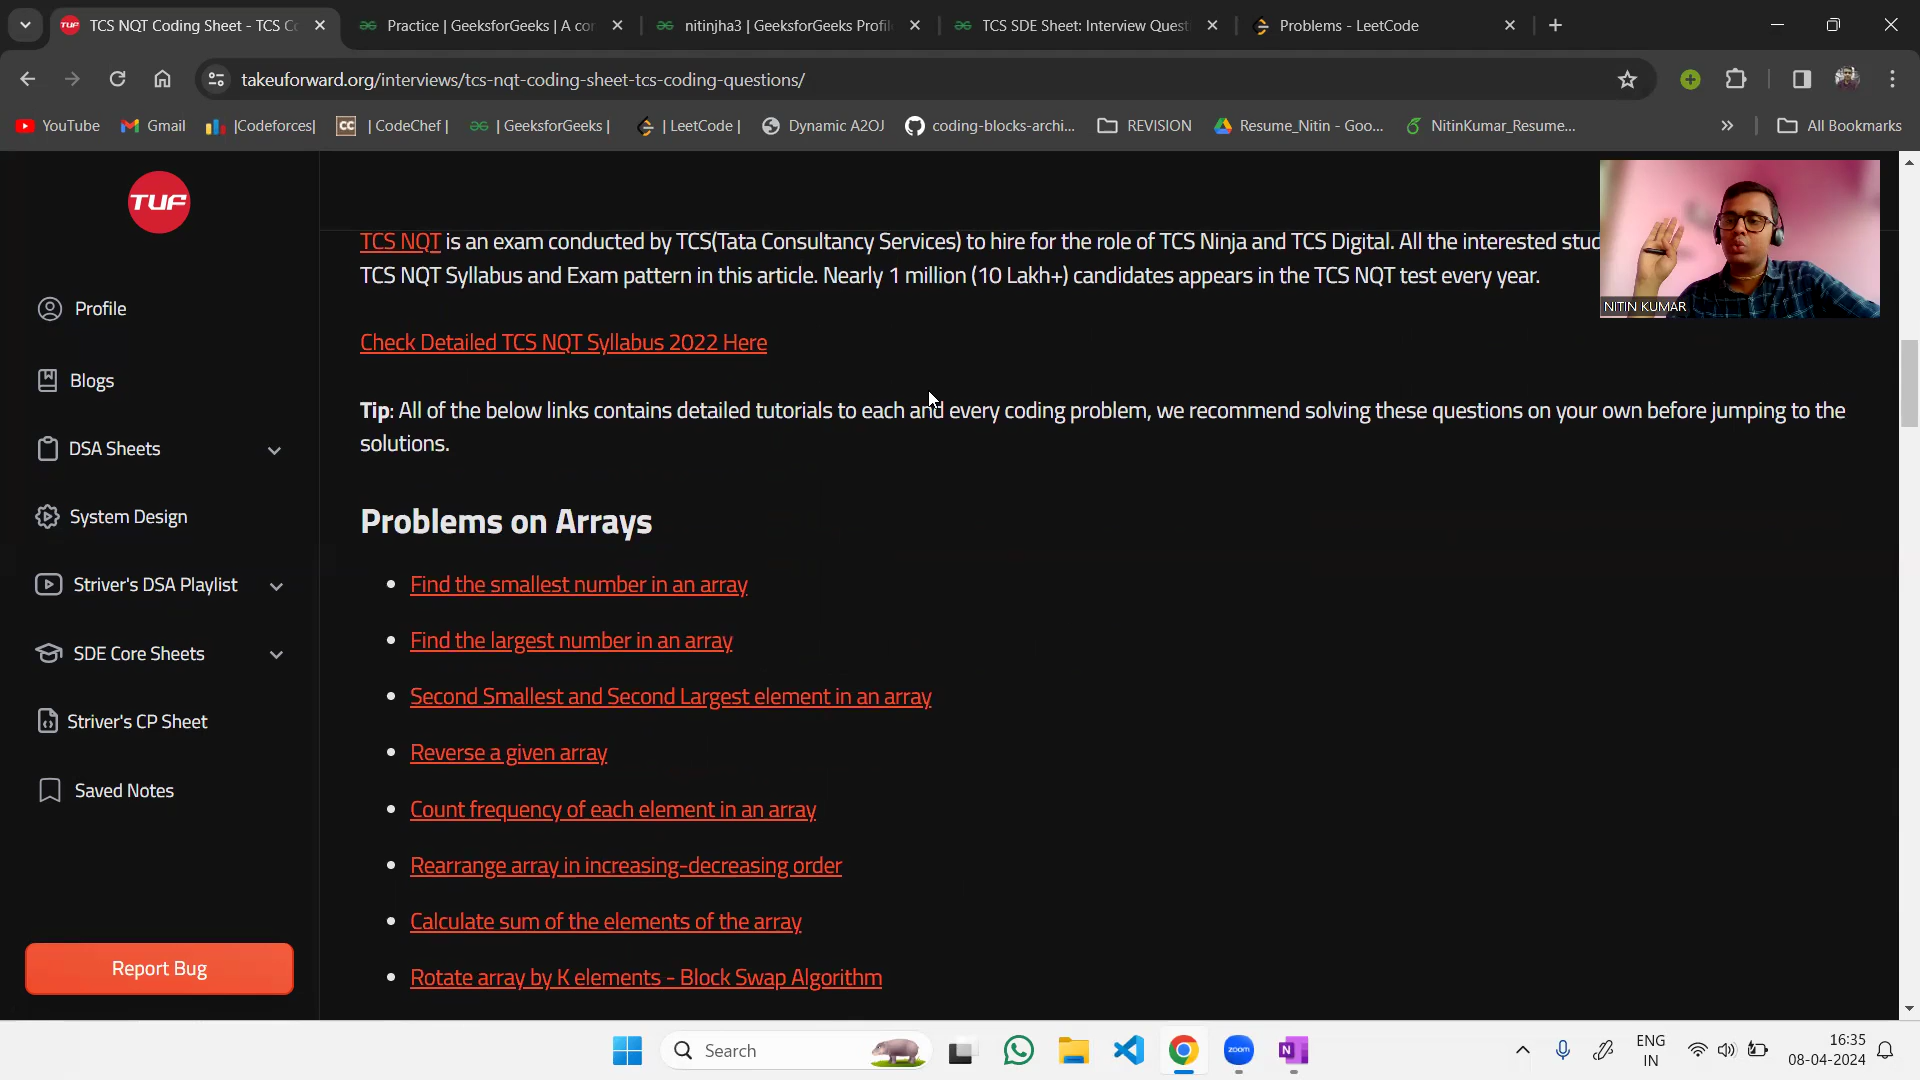 TCS NQT Coding Sheet - TCS Co
Practice | GeeksforGeeks | A cor
nitinjha3 | GeeksforGeeks Profil
TCS SDE Sheet: Interview Quest
Problems - LeetCode
takeuforward.org/interviews/tcs-nqt-coding-sheet-tcs-coding-questions/
YouTube
Gmail
|Codeforces|
CC
| CodeChef |
| GeeksforGeeks |
| LeetCode |
Dynamic A2OJ
coding-blocks-archi...
REVISION
Resume_Nitin - Goo...
NitinKumar_Resume...
All Bookmarks
TUF
Profile
Blogs
DSA Sheets
System Design
Striver's DSA Playlist
SDE Core Sheets
Striver's CP Sheet
Saved Notes
Report Bug
NITIN KUMAR
TCS NQT is an exam conducted by TCS(Tata Consultancy Services) to hire for the role of TCS Ninja and TCS Digital. All the interested stud
TCS NQT Syllabus and Exam pattern in this article. Nearly 1 million (10 Lakh+) candidates appears in the TCS NQT test every year.
Check Detailed TCS NQT Syllabus 2022 Here
Tip: All of the below links contains detailed tutorials to each and every coding problem, we recommend solving these questions on your own before jumping to the
solutions.
Problems on Arrays
Find the smallest number in an array
Find the largest number in an array
Second Smallest and Second Largest element in an array
Reverse a given array
Count frequency of each element in an array
Rearrange array in increasing-decreasing order
Calculate sum of the elements of the array
Rotate array by K elements - Block Swap Algorithm
Search
zoom
N
ENG
IN
16:35
08-04-2024